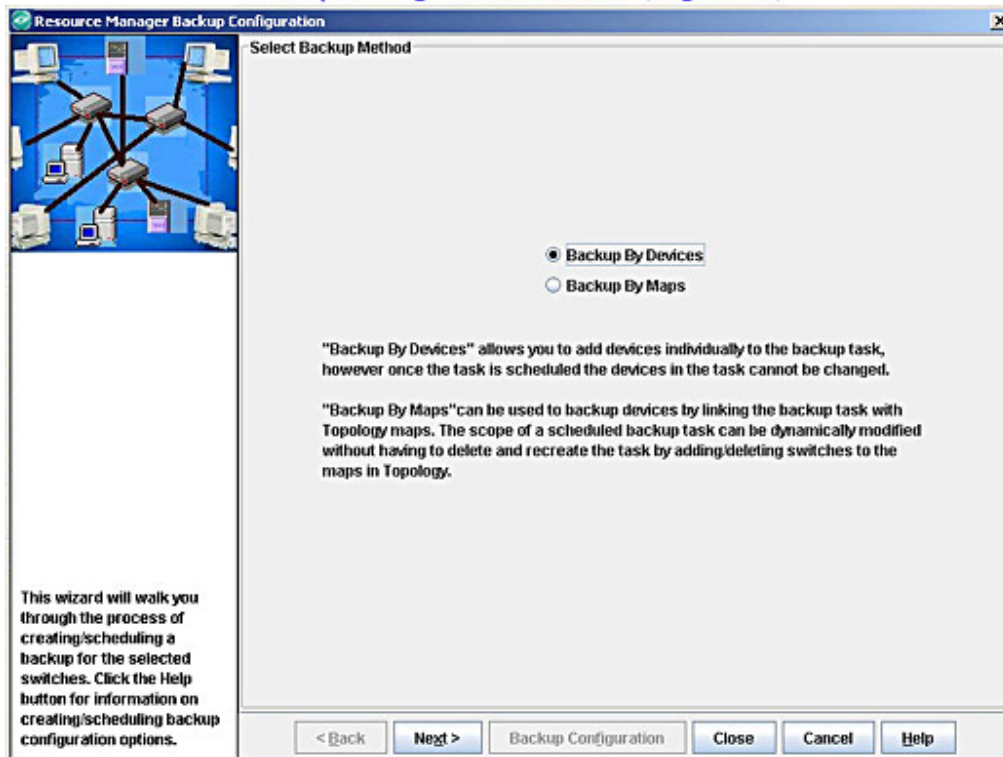 Resource Manager Backup Configuration
Select Backup Method
Backup By Devices
Backup By Maps
"Backup By Devices" allows you to add devices individually to the backup task,
however once the task is scheduled the devices in the task cannot be changed.
"Backup By Maps"can be used to backup devices by linking the backup task with
Topology maps. The scope of a scheduled backup task can be dynamically modified
without having to delete and recreate the task by adding/deleting switches to the
maps in Topology.
This wizard will walk you
through the process of
creating/scheduling a
backup for the selected
switches. Click the Help
button for information on
creating/scheduling backup
configuration options.
< Back
Next >
Backup Configuration
Close
Cancel
Help